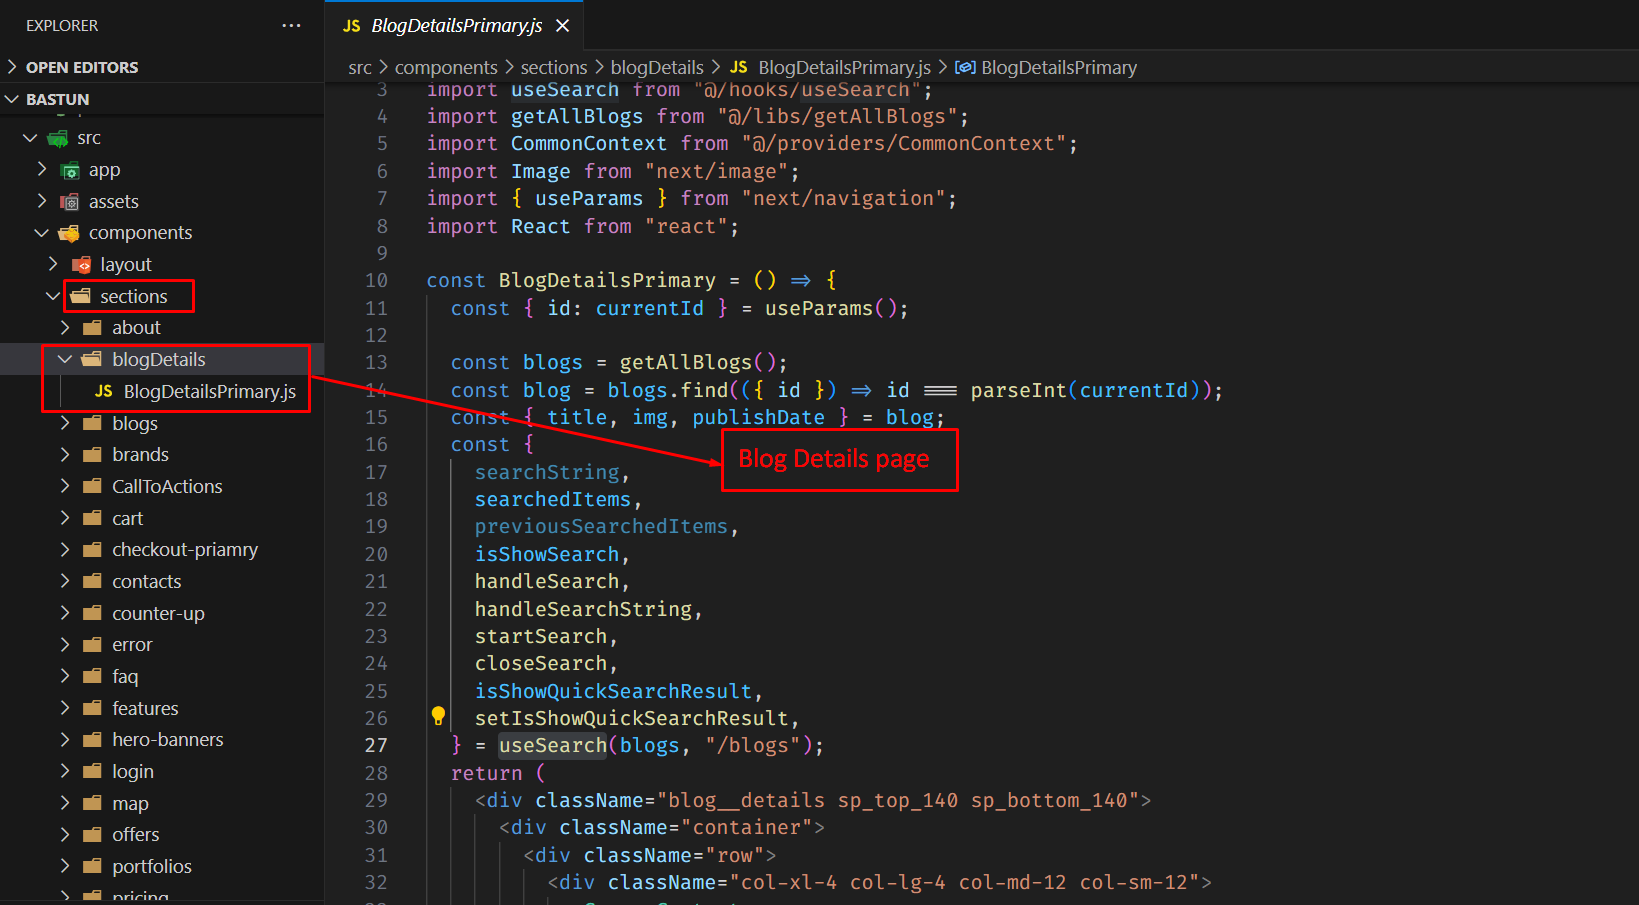 EXPLORER
OPEN EDITORS
BASTUN
src
app
assets
components
layout
sections
about
blogDetails
JS BlogDetailsPrimary.js
blogs
brands
CallToActions
cart
checkout-priamry
contacts
counter-up
error
faq
features
hero-banners
login
map
offers
portfolios
pricing
JS BlogDetailsPrimary.js
src > components > sections > blogDetails > JS BlogDetailsPrimary.js > BlogDetailsPrimary
3 import useSearch from "@/hooks/useSearch";
4 import getAllBlogs from "@/libs/getAllBlogs";
5 import CommonContext from "@/providers/CommonContext";
6 import Image from "next/image";
7 import { useParams } from "next/navigation";
8 import React from "react";
9
10 const BlogDetailsPrimary = () => {
11 const { id: currentId } = useParams();
12
13 const blogs = getAllBlogs();
14 const blog = blogs.find(({ id }) => id === parseInt(currentId));
15 const { title, img, publishDate } = blog;
16 const {
17 searchString,
18 searchedItems,
19 previousSearchedItems,
20 isShowSearch,
21 handleSearch,
22 handleSearchString,
23 startSearch,
24 closeSearch,
25 isShowQuickSearchResult,
26 setIsShowQuickSearchResult,
27 } = useSearch(blogs, "/blogs");
28 return (
29 <div className="blog__details sp_top_140 sp_bottom_140">
30 <div className="container">
31 <div className="row">
32 <div className="col-xl-4 col-lg-4 col-md-12 col-sm-12">
Blog Details page